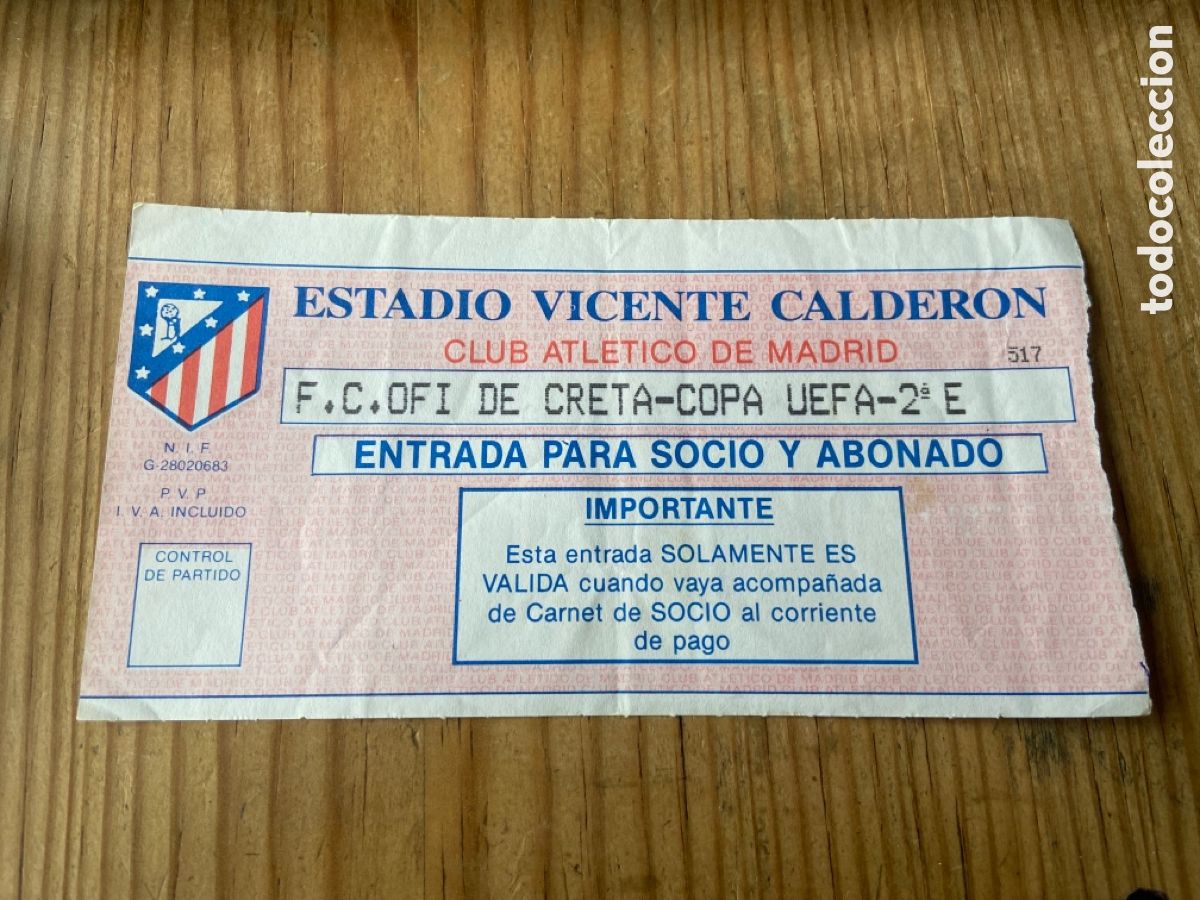 ESTADIO VICENTE CALDERON
CLUB ATLETICO DE MADRID
517
F.C.OFI DE CRETA-COPA UEFA-2ª E
ENTRADA PARA SOCIO Y ABONADO
N. I. F.
G-28020683
P. V. P
I. V. A. INCLUIDO
CONTROL
DE PARTIDO
IMPORTANTE
Esta entrada SOLAMENTE ES
VALIDA cuando vaya acompañada
de Carnet de SOCIO al corriente
de pago
todocoleccion